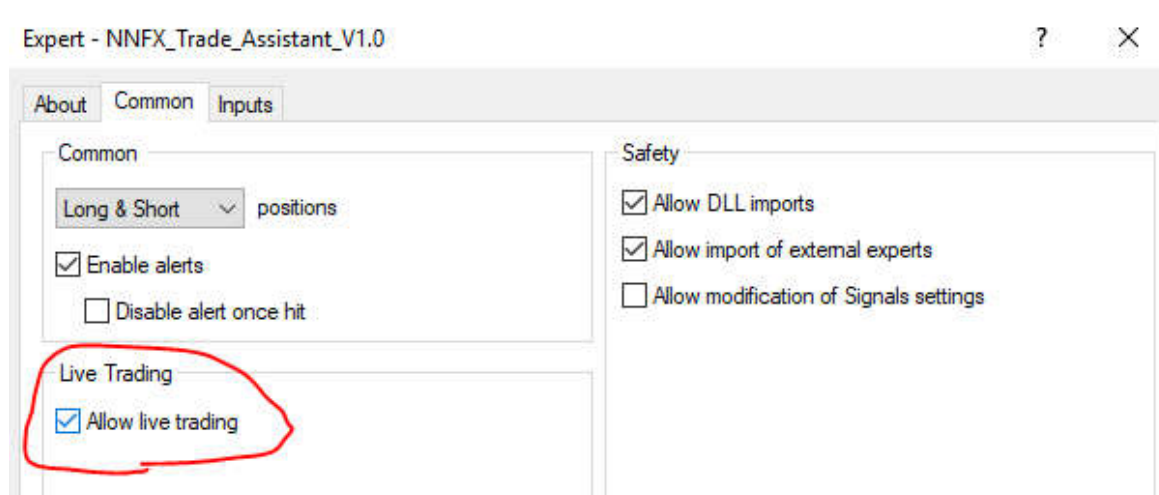 Expert - NNFX_Trade_Assistant_V1.0
?
About Common Inputs
Common
Long & Short positions
Enable alerts
Disable alert once hit
Live Trading
Allow live trading
Safety
Allow DLL imports
Allow import of external experts
Allow modification of Signals settings